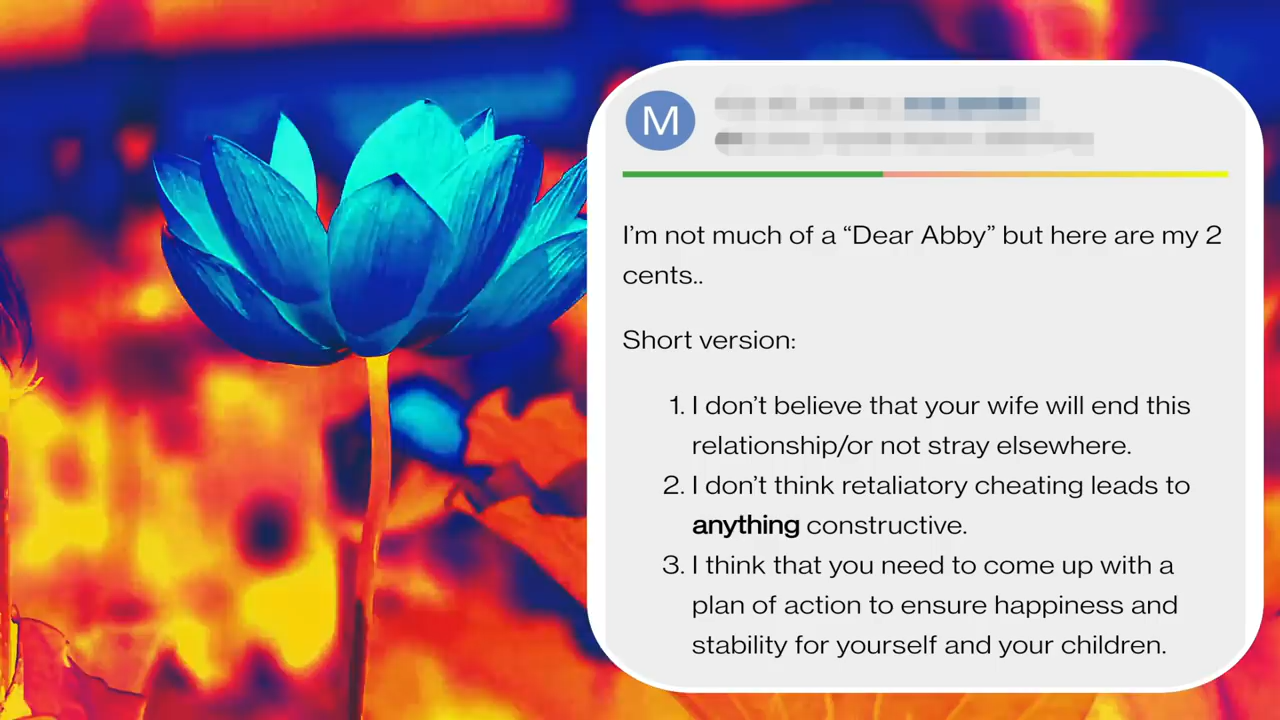 M
I'm not much of a “Dear Abby” but here are my 2
cents..
Short version:
1. I don't believe that your wife will end this
relationship/or not stray elsewhere.
2. I don't think retaliatory cheating leads to
anything constructive.
3. I think that you need to come up with a
plan of action to ensure happiness and
stability for yourself and your children.